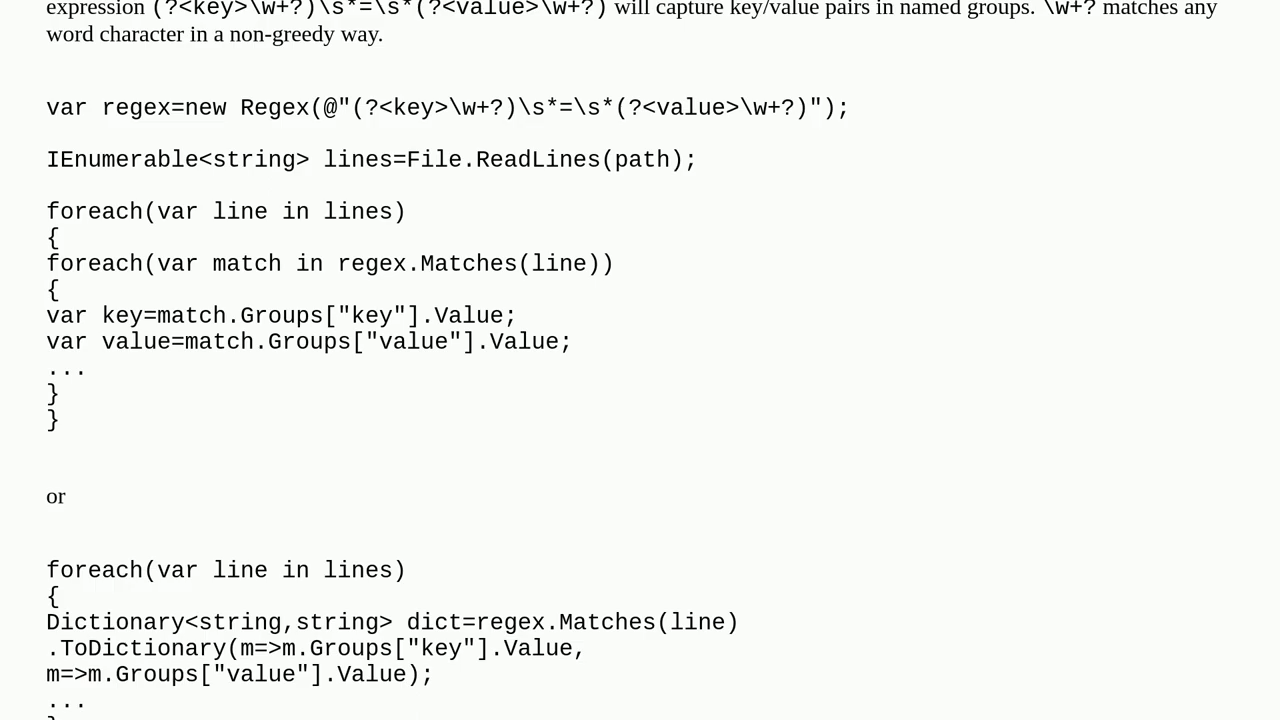 expression (?<key>\w+?)\s*=\s*(?<value>\w+?) will capture key/value pairs in named groups. \w+? matches any
word character in a non-greedy way.
var regex=new Regex(@"(?<key>\w+?)\s*=\s*(?<value>\w+?)");
IEnumerable<string> lines=File.ReadLines(path);
foreach(var line in lines)
{
foreach(var match in regex.Matches(line))
{
var key=match.Groups["key"].Value;
var value=match.Groups["value"].Value;
...
}
}
or
foreach(var line in lines)
{
Dictionary<string,string> dict=regex.Matches(line)
.ToDictionary(m=>m.Groups["key"].Value,
m=>m.Groups["value"].Value);
...
}